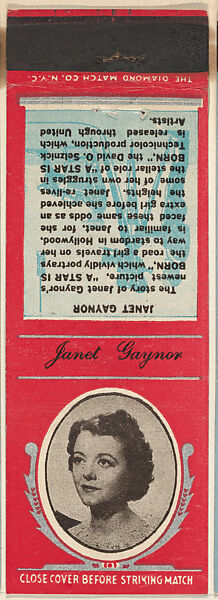 THE DIAMOND MATCH CO. N.Y.C.
JANET GAYNOR
The story of Janet Gaynor's
newest picture, "A STAR IS
BORN." which vividly portrays
the road a girl travels on her
way to stardom in Hollywood,
is familiar to Janet, for she
faces the same odds as an
extra girl before she achieved
the heights. Janet re-lives
some of her own struggles in
the stellar role of "A STAR IS
BORN." the David O. Selznick
Technicolor production, which
is released through United
Artists.
Janet Gaynor
CLOSE COVER BEFORE STRIKING MATCH